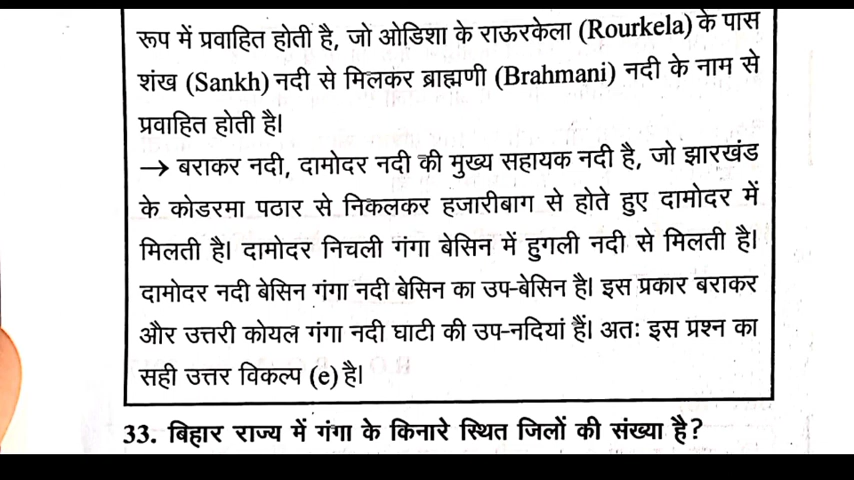 रूप में प्रवाहित होती है, जो ओडिशा के राऊरकेला (Rourkela) के पास
शंख (Sankh) नदी से मिलकर ब्राह्मणी (Brahmani) नदी के नाम से
प्रवाहित होती है।
→ बराकर नदी, दामोदर नदी की मुख्य सहायक नदी है, जो झारखंड
के कोडरमा पठार से निकलकर हजारीबाग से होते हुए दामोदर में
मिलती है। दामोदर निचली गंगा बेसिन में हुगली नदी से मिलती है।
दामोदर नदी बेसिन गंगा नदी बेसिन का उप-बेसिन है। इस प्रकार बराकर
और उत्तरी कोयल गंगा नदी घाटी की उप-नदियां हैं। अतः इस प्रश्न का
सही उत्तर विकल्प (e) है।
33. बिहार राज्य में गंगा के किनारे स्थित जिलों की संख्या है?